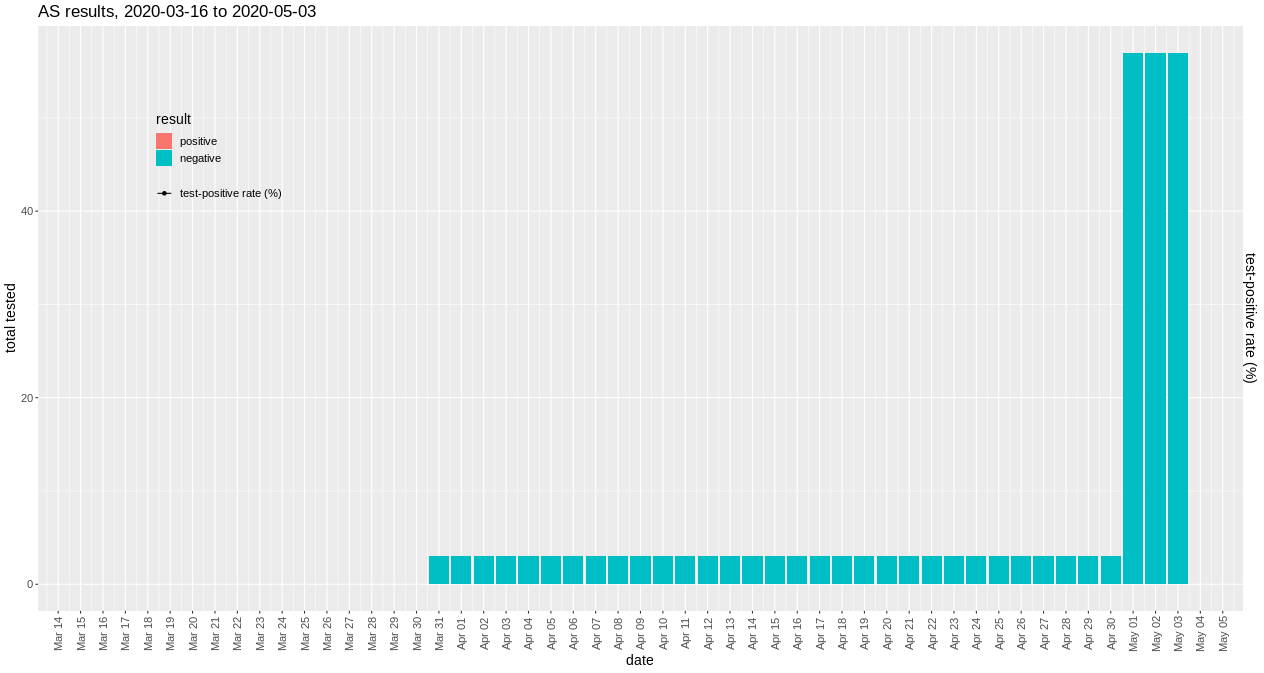 AS results, 2020-03-16 to 2020-05-03
result
positive
negative
test-positive rate (%)
total tested
40
20
0
test-positive rate (%)
Mar 14
Mar 15
Mar 16
Mar 17
Mar 18
Mar 19
Mar 20
Mar 21
Mar 22
Mar 23
Mar 24
Mar 25
Mar 26
Mar 27
Mar 28
Mar 29
Mar 30
Mar 31
Apr 01
Apr 02
Apr 03
Apr 04
Apr 05
Apr 06
Apr 07
Apr 08
Apr 09
Apr 10
Apr 11
Apr 12
Apr 13
Apr 14
Apr 15
Apr 16
Apr 17
Apr 18
Apr 19
Apr 20
Apr 21
Apr 22
Apr 23
Apr 24
Apr 25
Apr 26
Apr 27
Apr 28
Apr 29
Apr 30
May 01
May 02
May 03
May 04
May 05
date